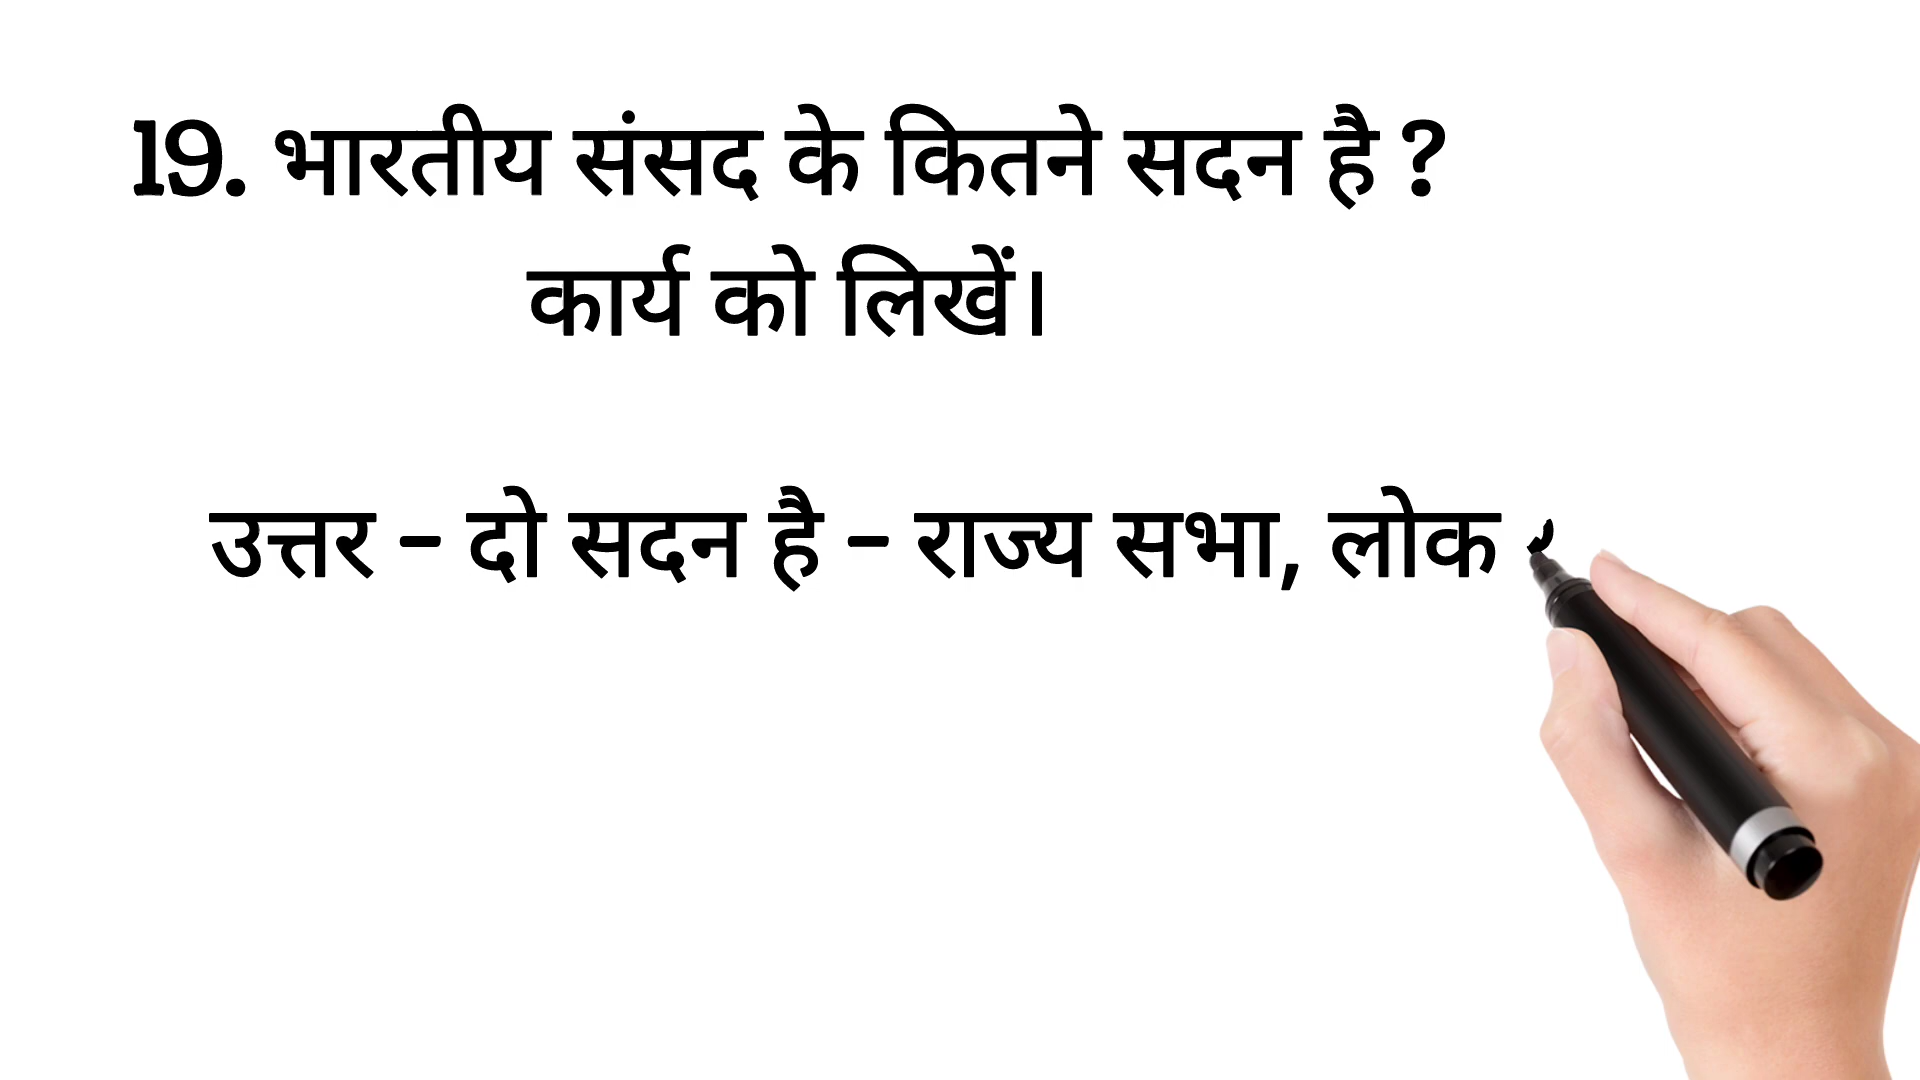 19. भारतीय संसद के कितने सदन है ?
कार्य को लिखें।
उत्तर - दो सदन है - राज्य सभा, लोक